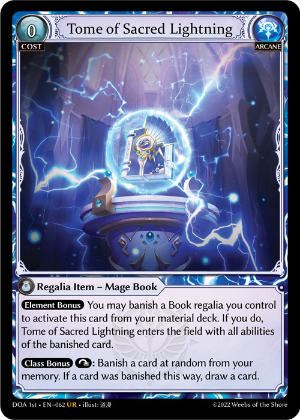 0 Tome of Sacred Lightning
COST ARCANE
Regalia Item – Mage Book
Element Bonus You may banish a Book regalia you control
to activate this card from your material deck. If you do,
Tome of Sacred Lightning enters the field with all abilities
of the banished card.
Class Bonus : Banish a card at random from your
memory. If a card was banished this way, draw a card.
DOA 1st • EN-062 UR • illust: 涼湯
©2022 Weebs of the Shore